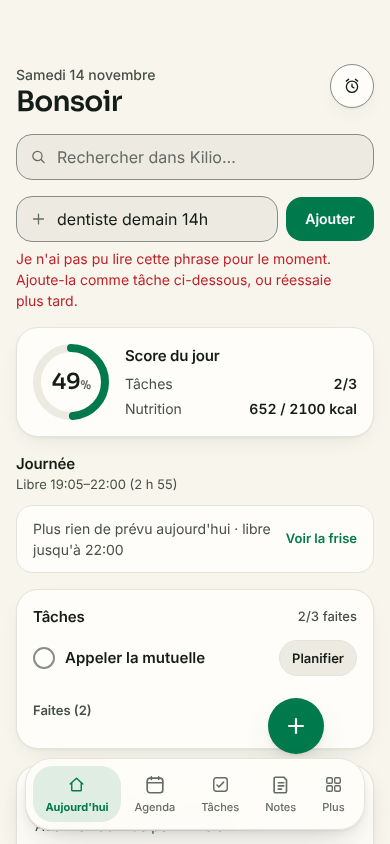 Samedi 14 novembre
Bonsoir
Rechercher dans Kilio...
dentiste demain 14h
Ajouter
Je n'ai pas pu lire cette phrase pour le moment.
Ajoute-la comme tâche ci-dessous, ou réessaie
plus tard.
49%
Score du jour
Tâches 2/3
Nutrition 652 / 2100 kcal
Journée
Libre 19:05–22:00 (2 h 55)
Plus rien de prévu aujourd'hui · libre
jusqu'à 22:00
Voir la frise
Tâches 2/3 faites
Appeler la mutuelle Planifier
Faites (2)
Aujourd'hui Agenda Tâches Notes Plus